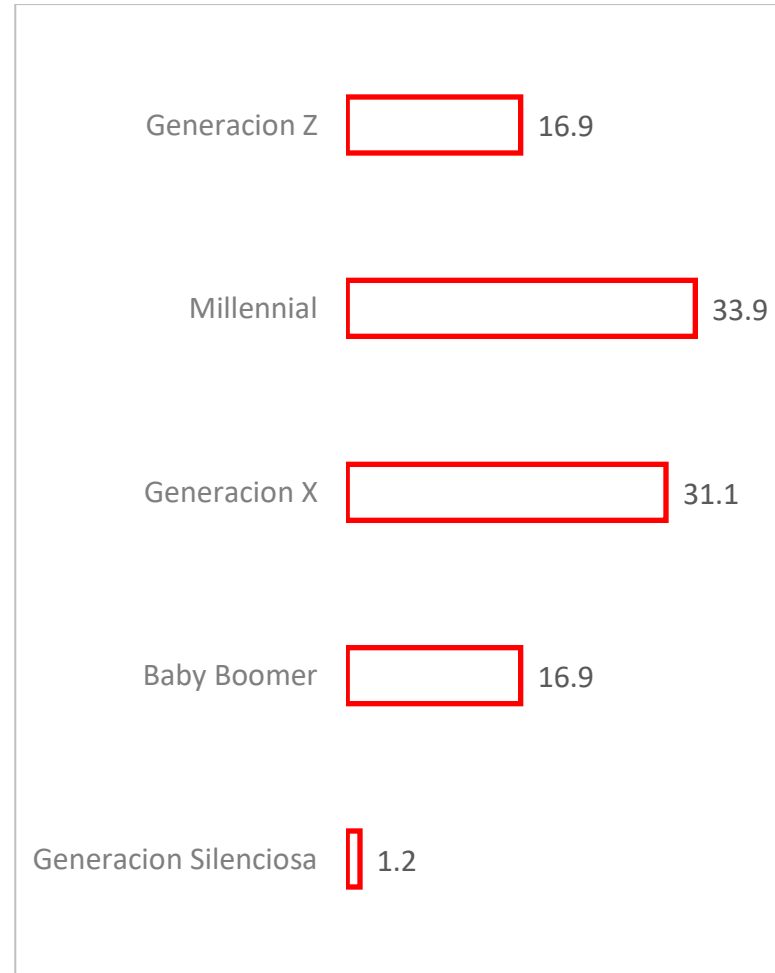 Generacion Z 16.9
Millennial 33.9
Generacion X 31.1
Baby Boomer 16.9
Generacion Silenciosa 1.2